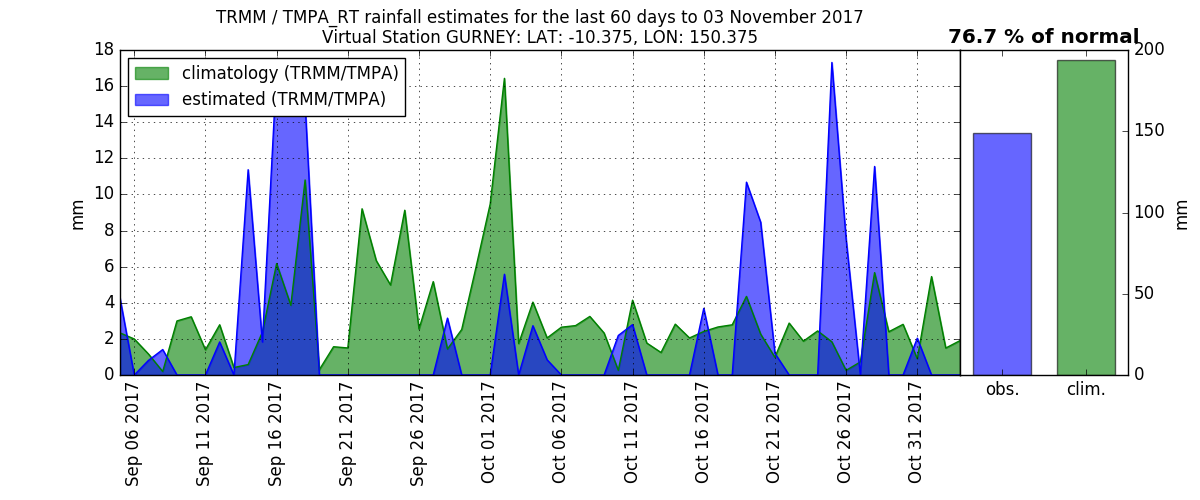 TRMM / TMPA_RT rainfall estimates for the last 60 days to 03 November 2017
Virtual Station GURNEY: LAT: -10.375, LON: 150.375
76.7 % of normal
climatology (TRMM/TMPA)
estimated (TRMM/TMPA)
mm
18
16
14
12
10
8
6
4
2
0
Sep 06 2017
Sep 11 2017
Sep 16 2017
Sep 21 2017
Sep 26 2017
Oct 01 2017
Oct 06 2017
Oct 11 2017
Oct 16 2017
Oct 21 2017
Oct 26 2017
Oct 31 2017
obs.
clim.
200
150
100
50
0
mm